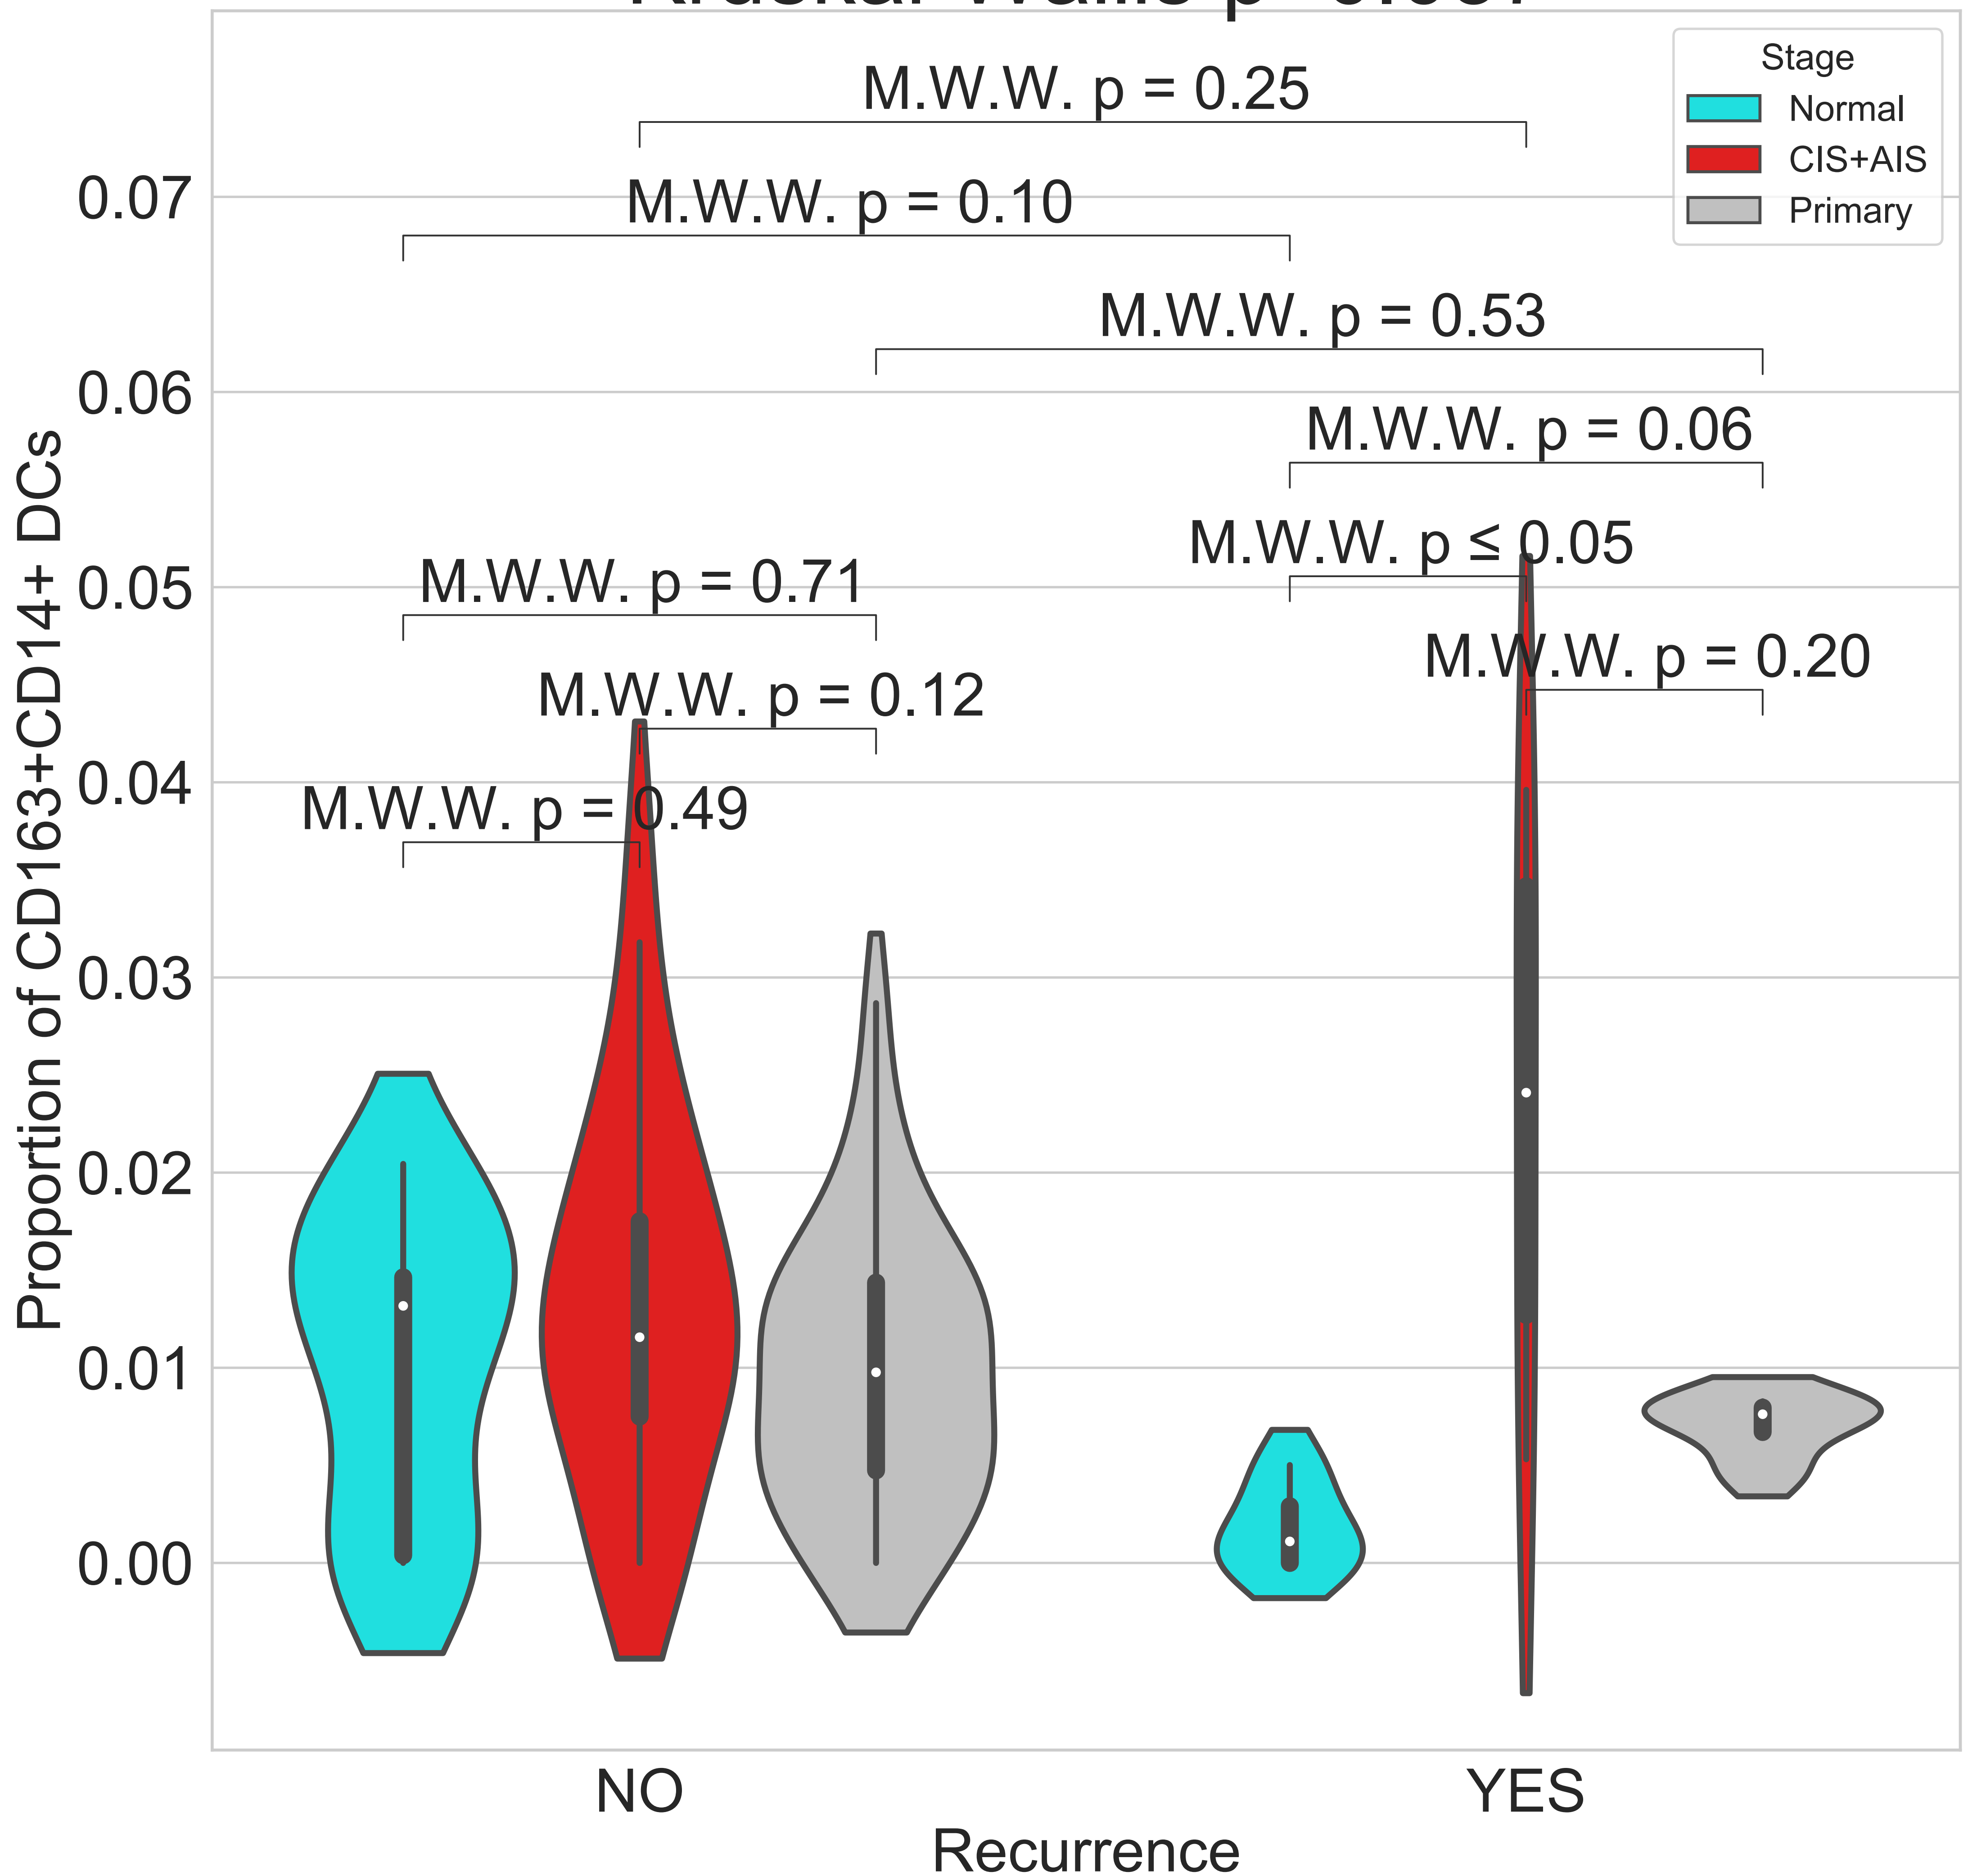 M.W.W. p = 0.25
Stage
Normal
CIS+AIS
Primary
M.W.W. p = 0.10
M.W.W. p = 0.53
M.W.W. p = 0.06
M.W.W. p ≤ 0.05
M.W.W. p = 0.71
M.W.W. p = 0.20
M.W.W. p = 0.12
M.W.W. p = 0.49
Proportion of CD163+CD14+ DCs
0.07
0.06
0.05
0.04
0.03
0.02
0.01
0.00
NO
YES
Recurrence